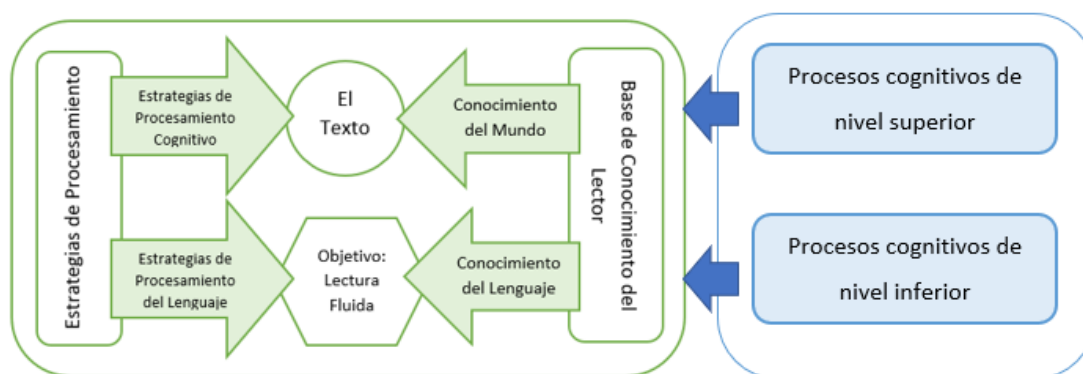 Estrategias de Procesamiento
Estrategias de
Procesamiento
Cognitivo
El
Texto
Conocimiento
del Mundo
Estrategias de
Procesamiento
del Lenguaje
Objetivo:
Lectura
Fluida
Conocimiento
del Lenguaje
Base de Conocimiento del
Lector
Procesos cognitivos de
nivel superior
Procesos cognitivos de
nivel inferior